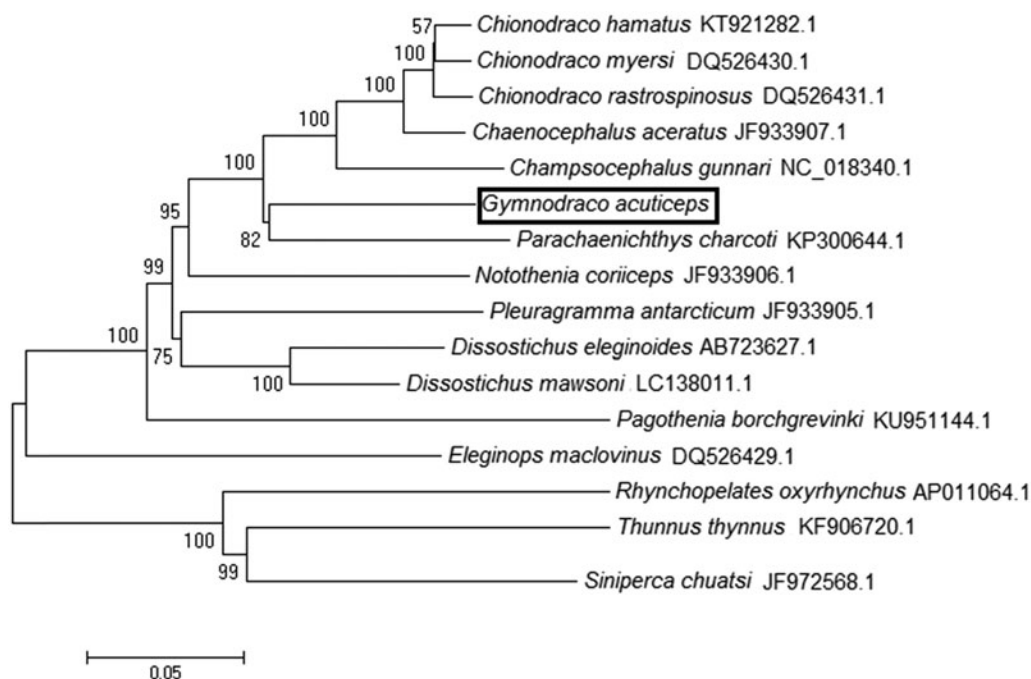 57
Chionodraco hamatus KT921282.1
100
Chionodraco myersi DQ526430.1
100
Chionodraco rastrospinosus DQ526431.1
100
Chaenocephalus aceratus JF933907.1
100
Champsocephalus gunnari NC_018340.1
95
Gymnodraco acuticeps
82
Parachaenichthys charcoti KP300644.1
99
Notothenia coriiceps JF933906.1
Pleuragramma antarcticum JF933905.1
100
75
Dissostichus eleginoides AB723627.1
100
Dissostichus mawsoni LC138011.1
Pagothenia borchgrevinki KU951144.1
Eleginops maclovinus DQ526429.1
Rhynchopelates oxyrhynchus AP011064.1
100
Thunnus thynnus KF906720.1
99
Siniperca chuatsi JF972568.1
0.05